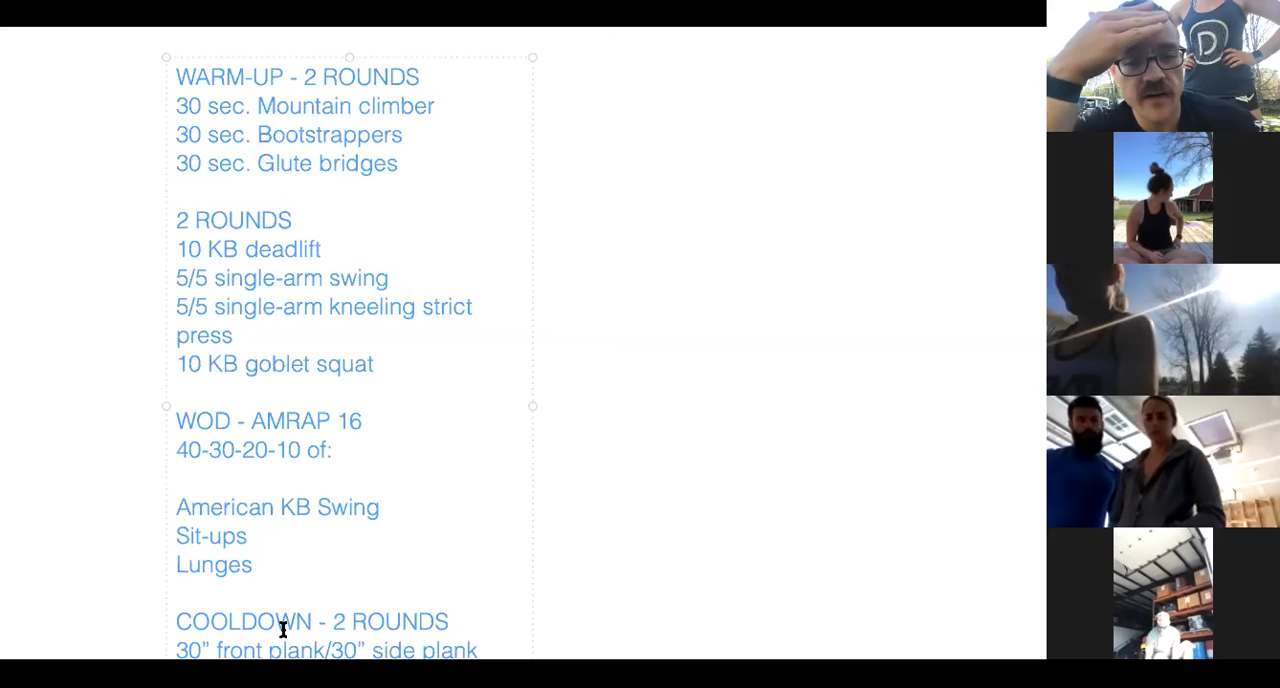 WARM-UP - 2 ROUNDS
30 sec. Mountain climber
30 sec. Bootstrappers
30 sec. Glute bridges
2 ROUNDS
10 KB deadlift
5/5 single-arm swing
5/5 single-arm kneeling strict
press
10 KB goblet squat
WOD - AMRAP 16
40-30-20-10 of:
American KB Swing
Sit-ups
Lunges
COOLDOWN - 2 ROUNDS
30" front plank/30” side plank
D